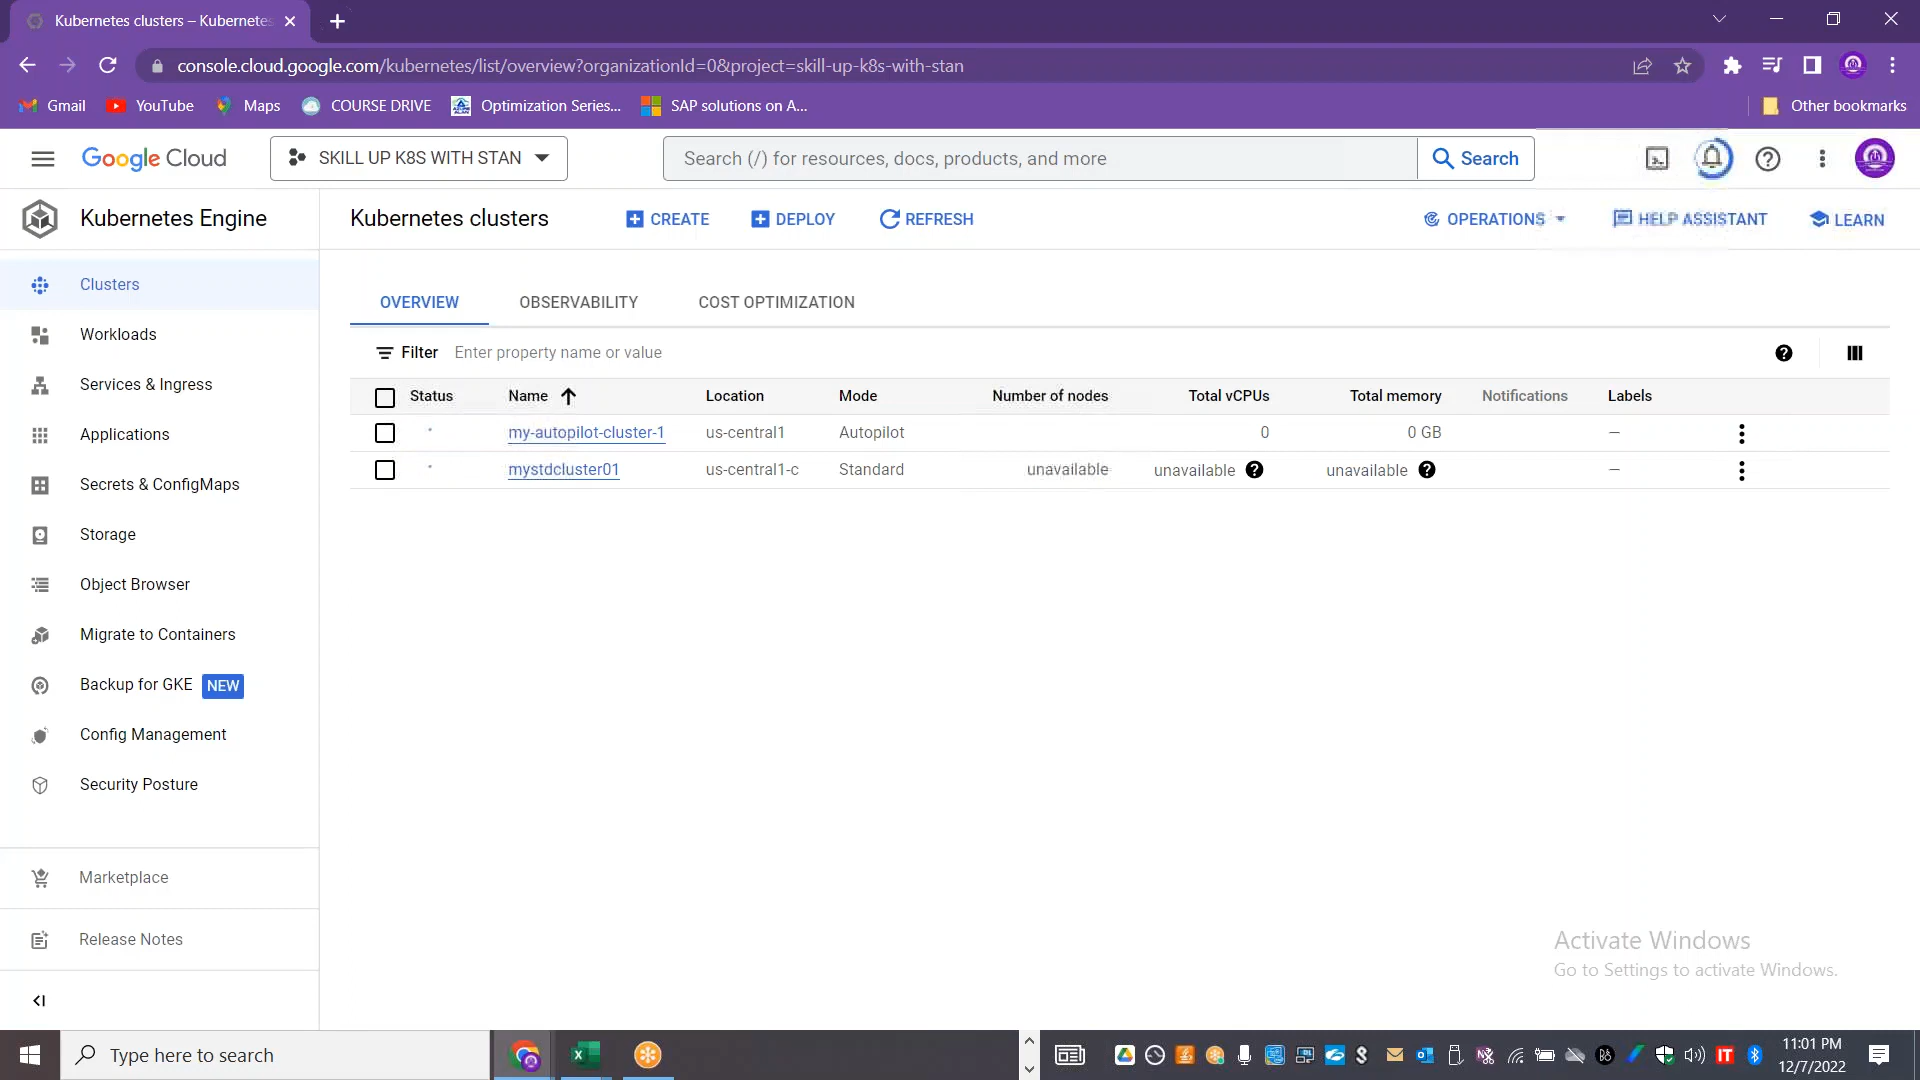 Kubernetes clusters – Kubernetes
console.cloud.google.com/kubernetes/list/overview?organizationId=0&project=skill-up-k8s-with-stan
Gmail YouTube Maps COURSE DRIVE Optimization Series... SAP solutions on A... Other bookmarks
Google Cloud SKILL UP K8S WITH STAN Search (/) for resources, docs, products, and more Search
Kubernetes Engine Kubernetes clusters CREATE DEPLOY REFRESH OPERATIONS HELP ASSISTANT LEARN
Clusters
Workloads
Services & Ingress
Applications
Secrets & ConfigMaps
Storage
Object Browser
Migrate to Containers
Backup for GKE NEW
Config Management
Security Posture
Marketplace
Release Notes
OVERVIEW OBSERVABILITY COST OPTIMIZATION
Filter Enter property name or value
Status Name Location Mode Number of nodes Total vCPUs Total memory Notifications Labels
my-autopilot-cluster-1 us-central1 Autopilot 0 0 GB –
mystdcluster01 us-central1-c Standard unavailable unavailable unavailable –
Activate Windows
Go to Settings to activate Windows.
Type here to search
11:01 PM
12/7/2022